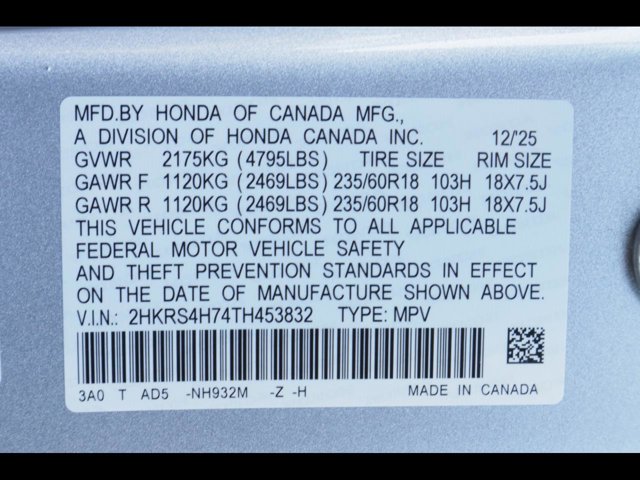 MFD.BY HONDA OF CANADA MFG.,
A DIVISION OF HONDA CANADA INC. 12/'25
GVWR 2175KG (4795LBS) TIRE SIZE RIM SIZE
GAWR F 1120KG (2469LBS) 235/60R18 103H 18X7.5J
GAWR R 1120KG (2469LBS) 235/60R18 103H 18X7.5J
THIS VEHICLE CONFORMS TO ALL APPLICABLE
FEDERAL MOTOR VEHICLE SAFETY
AND THEFT PREVENTION STANDARDS IN EFFECT
ON THE DATE OF MANUFACTURE SHOWN ABOVE.
V.I.N.: 2HKRS4H74TH453832 TYPE: MPV
3A0 T AD5 -NH932M -Z -H MADE IN CANADA